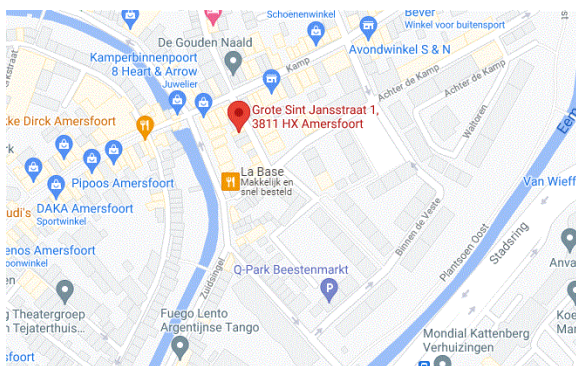 Schoenenwinkel
Bever
Winkel voor buitensport
De Gouden Naald
Avondwinkel S & N
Kamperbinnenpoort
8 Heart & Arrow
Juwelier
Kamp
Achter de Kamp
Achter de Kamp
Grote Sint Jansstraat 1,
3811 HX Amersfoort
Waltoren
Dirck Amersfoort
La Base
Makkelijk en
snel besteld
Pipoos Amersfoort
DAKA Amersfoort
Sportwinkel
Amersfoort
Binnen de Veste
Plantsoen Oost
Stadsring
Q-Park Beestenmarkt
P
Zuidsingel
Theatergroep
Fuego Lento
Argentijnse Tango
Mondial Kattenberg
Verhuizingen